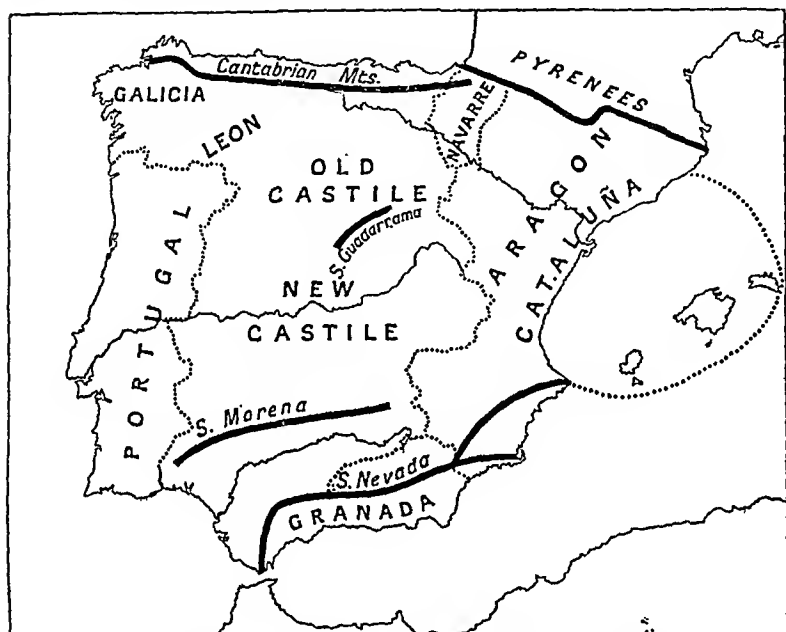 Cantabrian Mts.
PYRENEES
GALICIA
LEON
NAVARRE
OLD
CASTILE
S. Guadarrama
ARAGON
CATALUÑA
PORTUGAL
NEW
CASTILE
S. Morena
S. Nevada
GRANADA